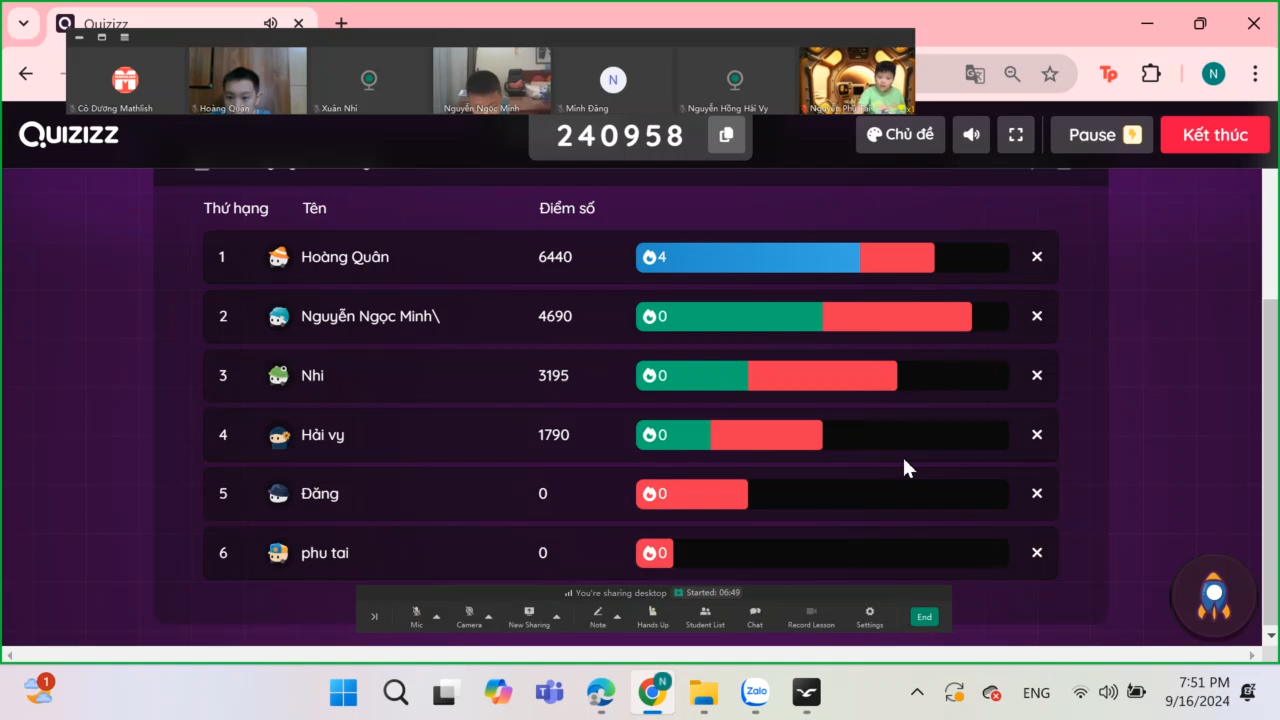 Quizizz
Cô Dương Mathlish
Hoàng Quân
Xuân Nhi
Nguyễn Ngọc Minh
N
Minh Đăng
Nguyễn Hồng Hải Vy
Tp
N
QUIZIZZ
240958
Chủ đề
Pause
Kết thúc
Thứ hạng Tên Điểm số
1 Hoàng Quân 6440 4
2 Nguyễn Ngọc Minh\ 4690 0
3 Nhi 3195 0
4 Hải vy 1790 0
5 Đăng 0 0
6 phu tai 0 0
You're sharing desktop Started: 06:49
Mic Camera New Sharing Note Hands Up Student List Chat Record Lesson Settings End
1 N Zalo ENG 7:51 PM
9/16/2024